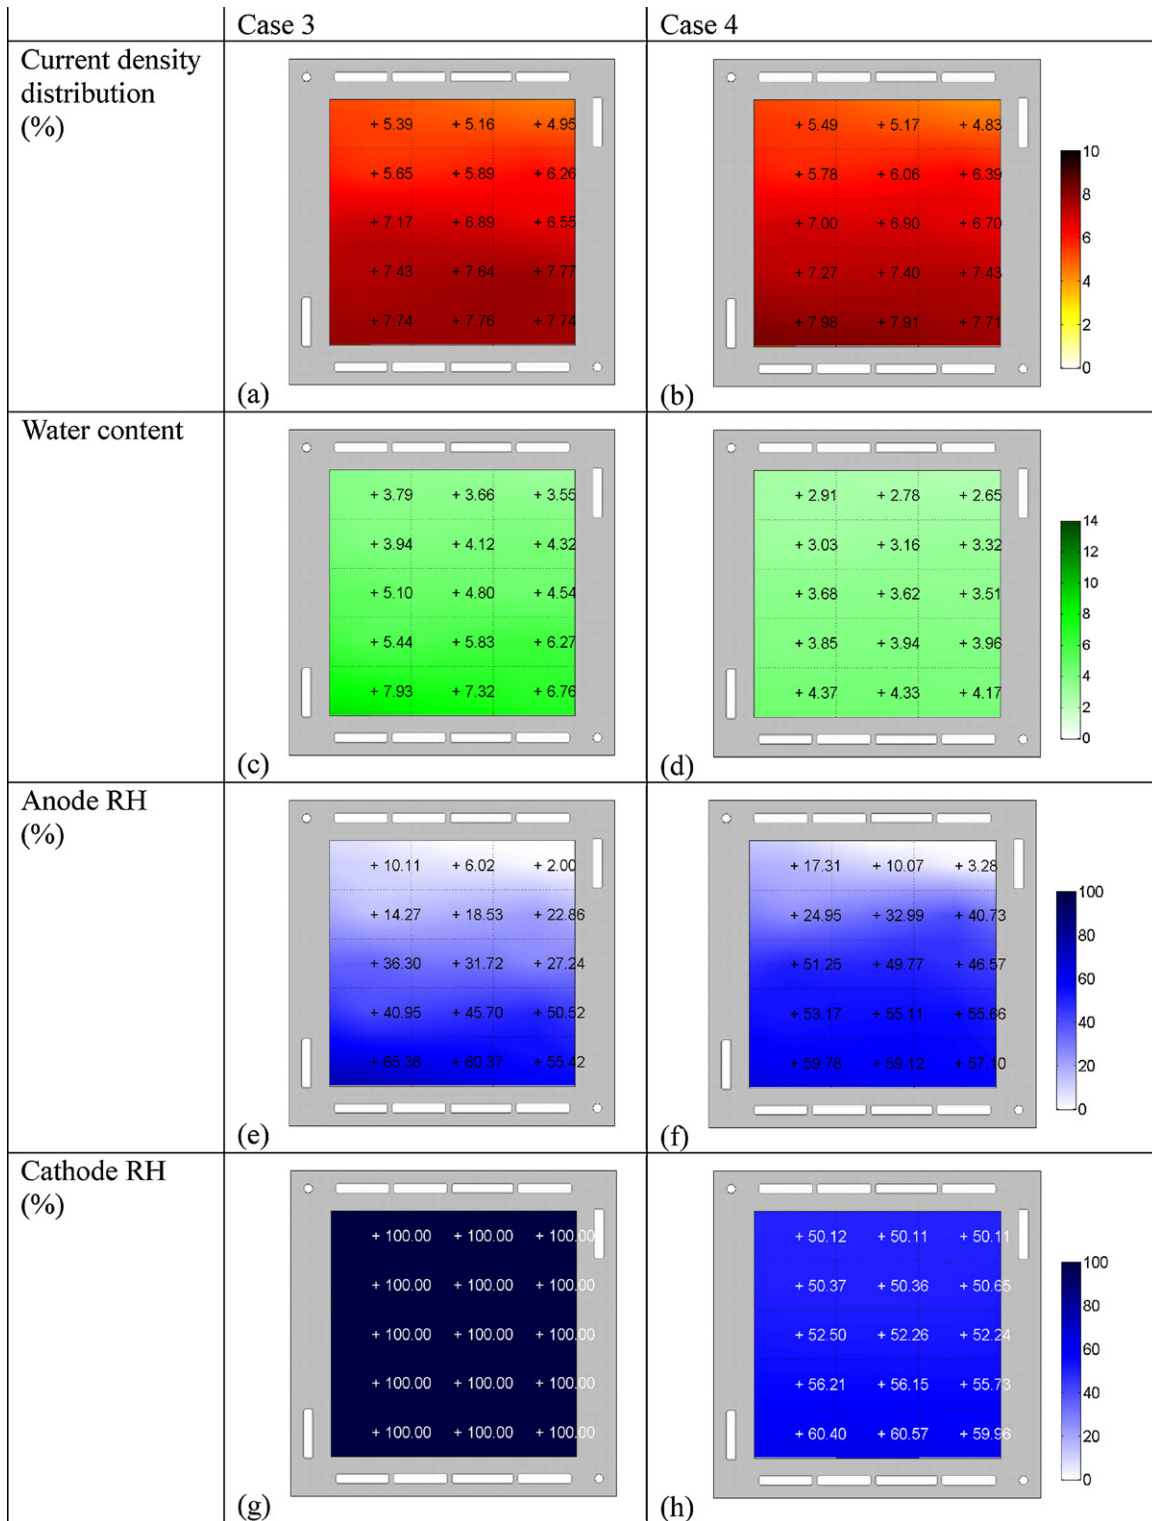 Case 3
Case 4
Current density
distribution
(%)
+ 5.39 + 5.16 + 4.95
+ 5.65 + 5.89 + 6.26
+ 7.17 + 6.89 + 6.55
+ 7.43 + 7.64 + 7.77
+ 7.74 + 7.76 + 7.74
(a)
+ 5.49 + 5.17 + 4.83
+ 5.78 + 6.06 + 6.39
+ 7.00 + 6.90 + 6.70
+ 7.27 + 7.40 + 7.43
+ 7.98 + 7.91 + 7.71
(b)
10
8
6
4
2
0
Water content
+ 3.79 + 3.66 + 3.55
+ 3.94 + 4.12 + 4.32
+ 5.10 + 4.80 + 4.54
+ 5.44 + 5.83 + 6.27
+ 7.93 + 7.32 + 6.76
(c)
+ 2.91 + 2.78 + 2.65
+ 3.03 + 3.16 + 3.32
+ 3.68 + 3.62 + 3.51
+ 3.85 + 3.94 + 3.96
+ 4.37 + 4.33 + 4.17
(d)
14
12
10
8
6
4
2
0
Anode RH
(%)
+ 10.11 + 6.02 + 2.00
+ 14.27 + 18.53 + 22.86
+ 36.30 + 31.72 + 27.24
+ 40.95 + 45.70 + 50.52
+ 65.36 + 60.37 + 55.42
(e)
+ 17.31 + 10.07 + 3.28
+ 24.95 + 32.99 + 40.73
+ 51.25 + 49.77 + 46.57
+ 53.17 + 55.11 + 55.66
+ 59.78 + 59.12 + 57.10
(f)
100
80
60
40
20
0
Cathode RH
(%)
+ 100.00 + 100.00 + 100.00
+ 100.00 + 100.00 + 100.00
+ 100.00 + 100.00 + 100.00
+ 100.00 + 100.00 + 100.00
+ 100.00 + 100.00 + 100.00
(g)
+ 50.12 + 50.11 + 50.11
+ 50.37 + 50.36 + 50.65
+ 52.50 + 52.26 + 52.24
+ 56.21 + 56.15 + 55.73
+ 60.40 + 60.57 + 59.96
(h)
100
80
60
40
20
0